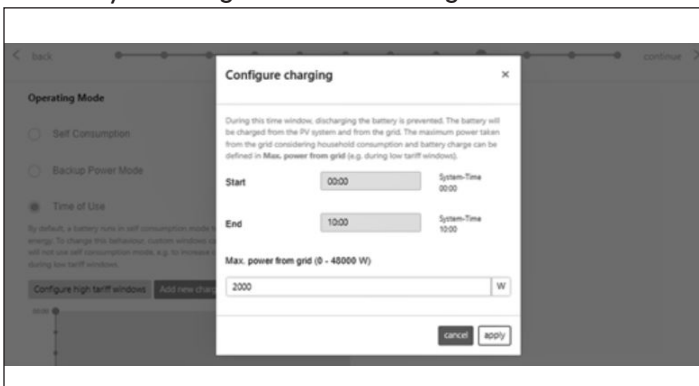 back
continue
Operating Mode
Self Consumption
Backup Power Mode
Time of Use
By default, a battery runs in self consumption mode
energy. To change this behaviour, custom windows
will not use self consumption mode, e.g. to increase
during low tariff windows.
Configure high tariff windows
Add new charg
00:00
Configure charging
×
During this time window, discharging the battery is prevented. The battery will
be charged from the PV system and from the grid. The maximum power taken
from the grid considering household consumption and battery charge can be
defined in Max. power from grid (e.g. during low tariff windows).
Start
00:00
System-Time
00:00
End
10:00
System-Time
10:00
Max. power from grid (0 - 48000 W)
2000
W
cancel
apply